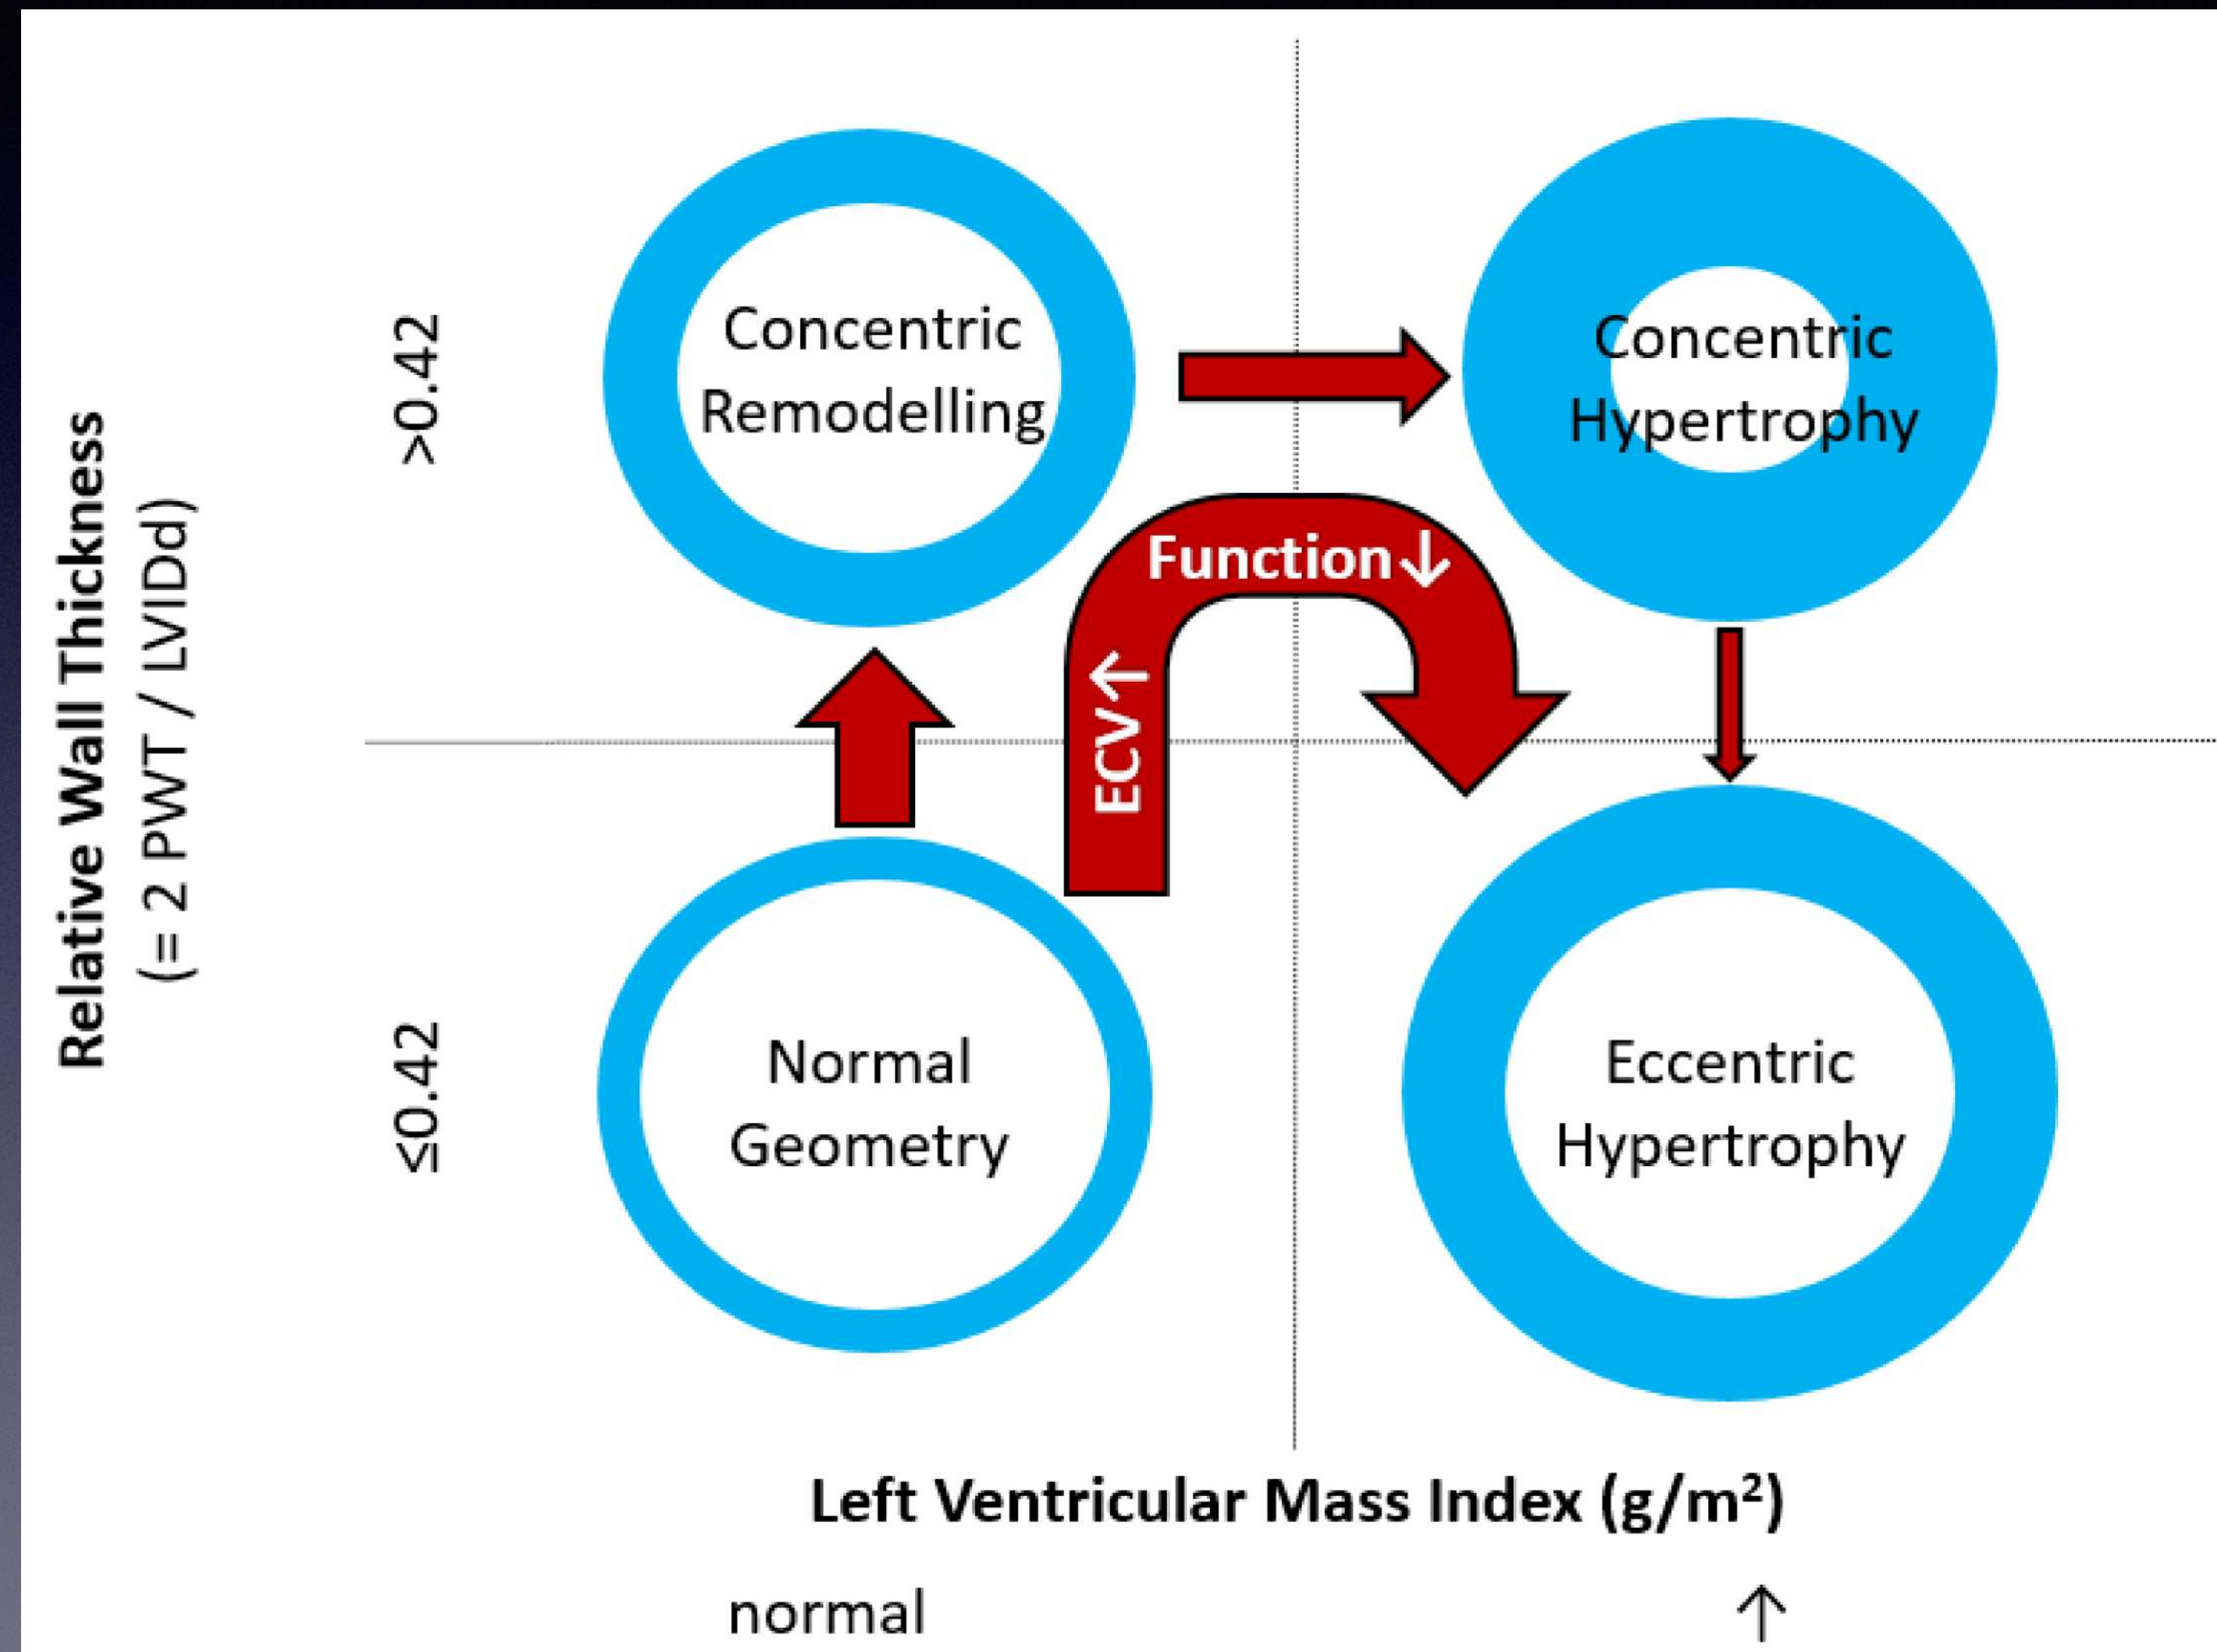 Relative Wall Thickness
(= 2 PWT / LVIDd)
>0.42
≤0.42
Concentric
Remodelling
Concentric
Hypertrophy
Function↓
ECV↑
Normal
Geometry
Eccentric
Hypertrophy
Left Ventricular Mass Index (g/m²)
normal
↑